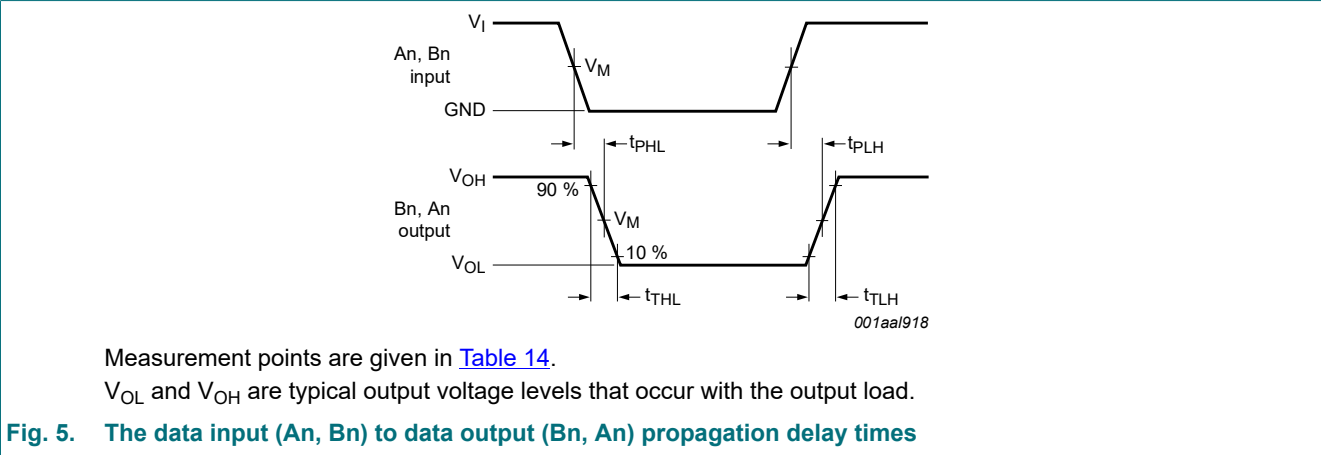 VI
An, Bn
input
VM
GND
tPHL
tPLH
VOH
90 %
Bn, An
output
VM
10 %
VOL
tTHL
tTLH
001aal918
Measurement points are given in Table 14.
VOL and VOH are typical output voltage levels that occur with the output load.
Fig. 5. The data input (An, Bn) to data output (Bn, An) propagation delay times